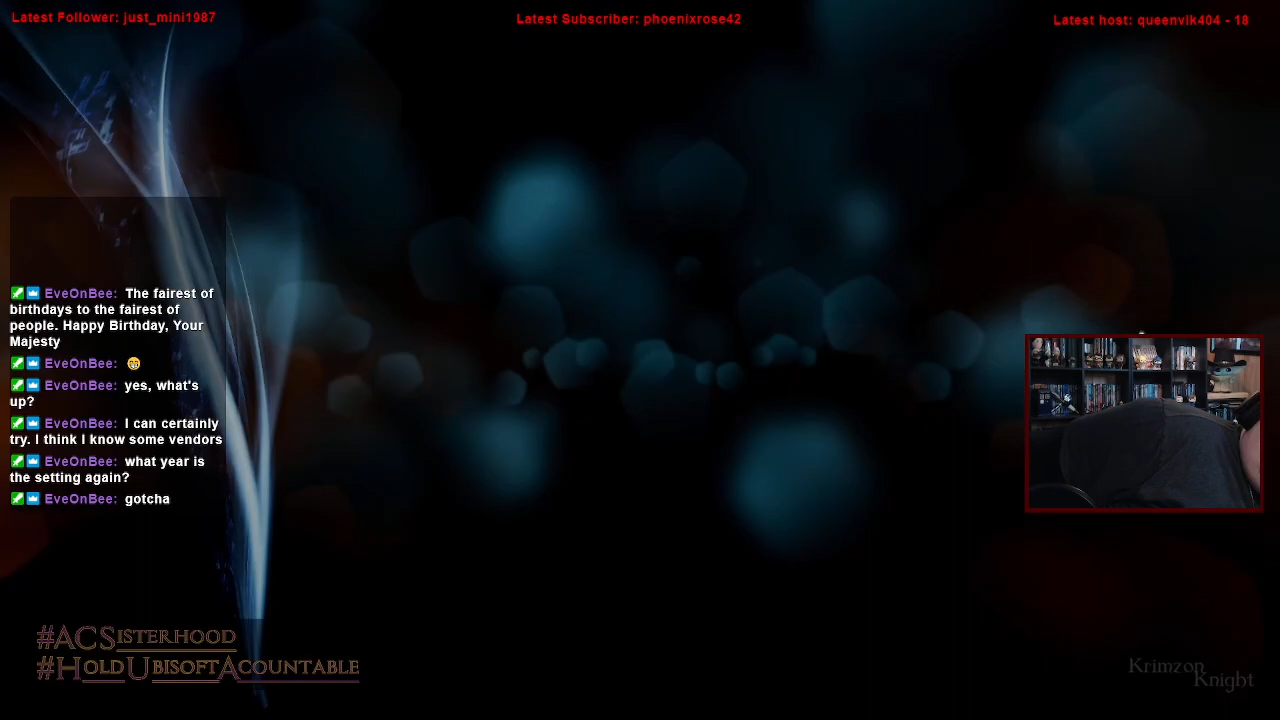 Latest Follower: just_mini1987
Latest Subscriber: phoenixrose42
Latest host: queenvik404 - 18
EveOnBee: The fairest of
birthdays to the fairest of
people. Happy Birthday, Your
Majesty
EveOnBee: 😁
EveOnBee: yes, what's
up?
EveOnBee: I can certainly
try. I think I know some vendors
EveOnBee: what year is
the setting again?
EveOnBee: gotcha
#ACSisterhood
#HoldUbisoftAcountable
Krimzon
Knight